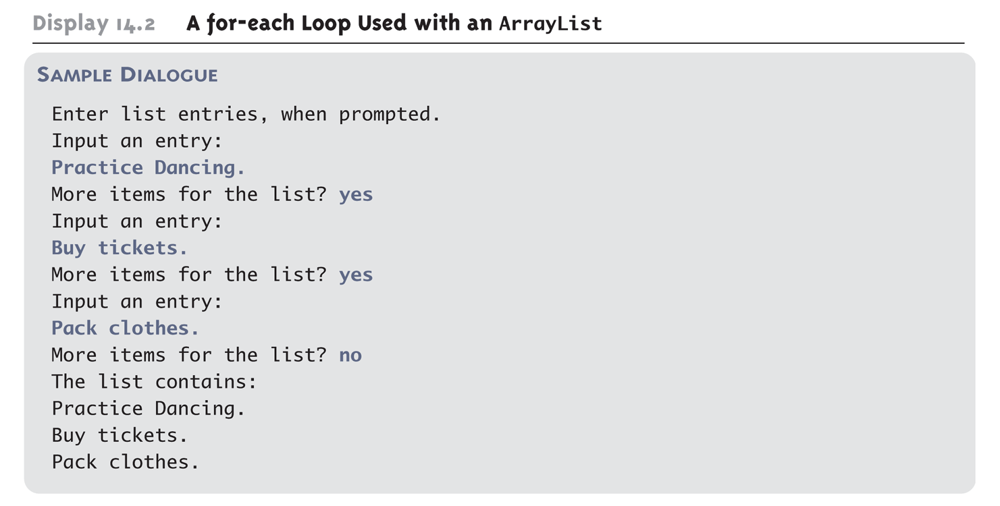 Display 14.2 A for-each Loop Used with an ArrayList
SAMPLE DIALOGUE
Enter list entries, when prompted.
Input an entry:
Practice Dancing.
More items for the list? yes
Input an entry:
Buy tickets.
More items for the list? yes
Input an entry:
Pack clothes.
More items for the list? no
The list contains:
Practice Dancing.
Buy tickets.
Pack clothes.